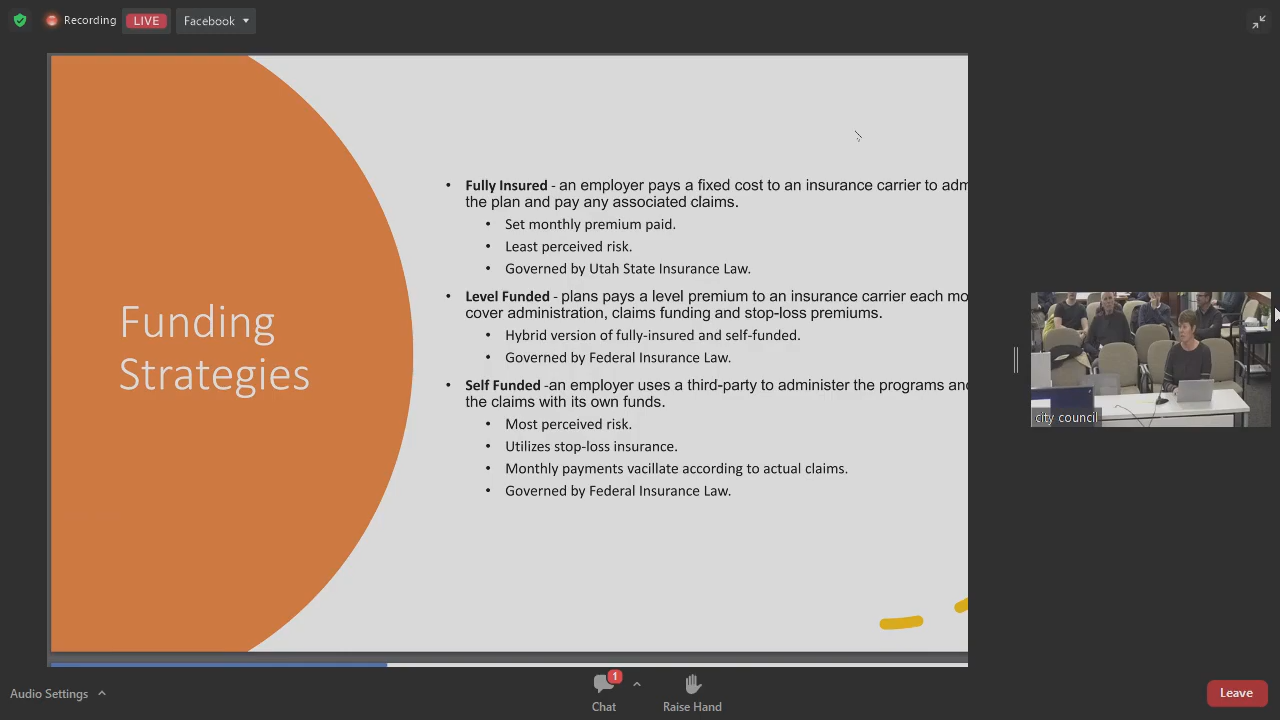 Recording
LIVE
Facebook
Funding
Strategies
• Fully Insured - an employer pays a fixed cost to an insurance carrier to
the plan and pay any associated claims.
• Set monthly premium paid.
• Least perceived risk.
• Governed by Utah State Insurance Law.
• Level Funded - plans pays a level premium to an insurance carrier each
cover administration, claims funding and stop-loss premiums.
• Hybrid version of fully-insured and self-funded.
• Governed by Federal Insurance Law.
• Self Funded -an employer uses a third-party to administer the programs
the claims with its own funds.
• Most perceived risk.
• Utilizes stop-loss insurance.
• Monthly payments vacillate according to actual claims.
• Governed by Federal Insurance Law.
city council
Audio Settings
1
Chat
Raise Hand
Leave